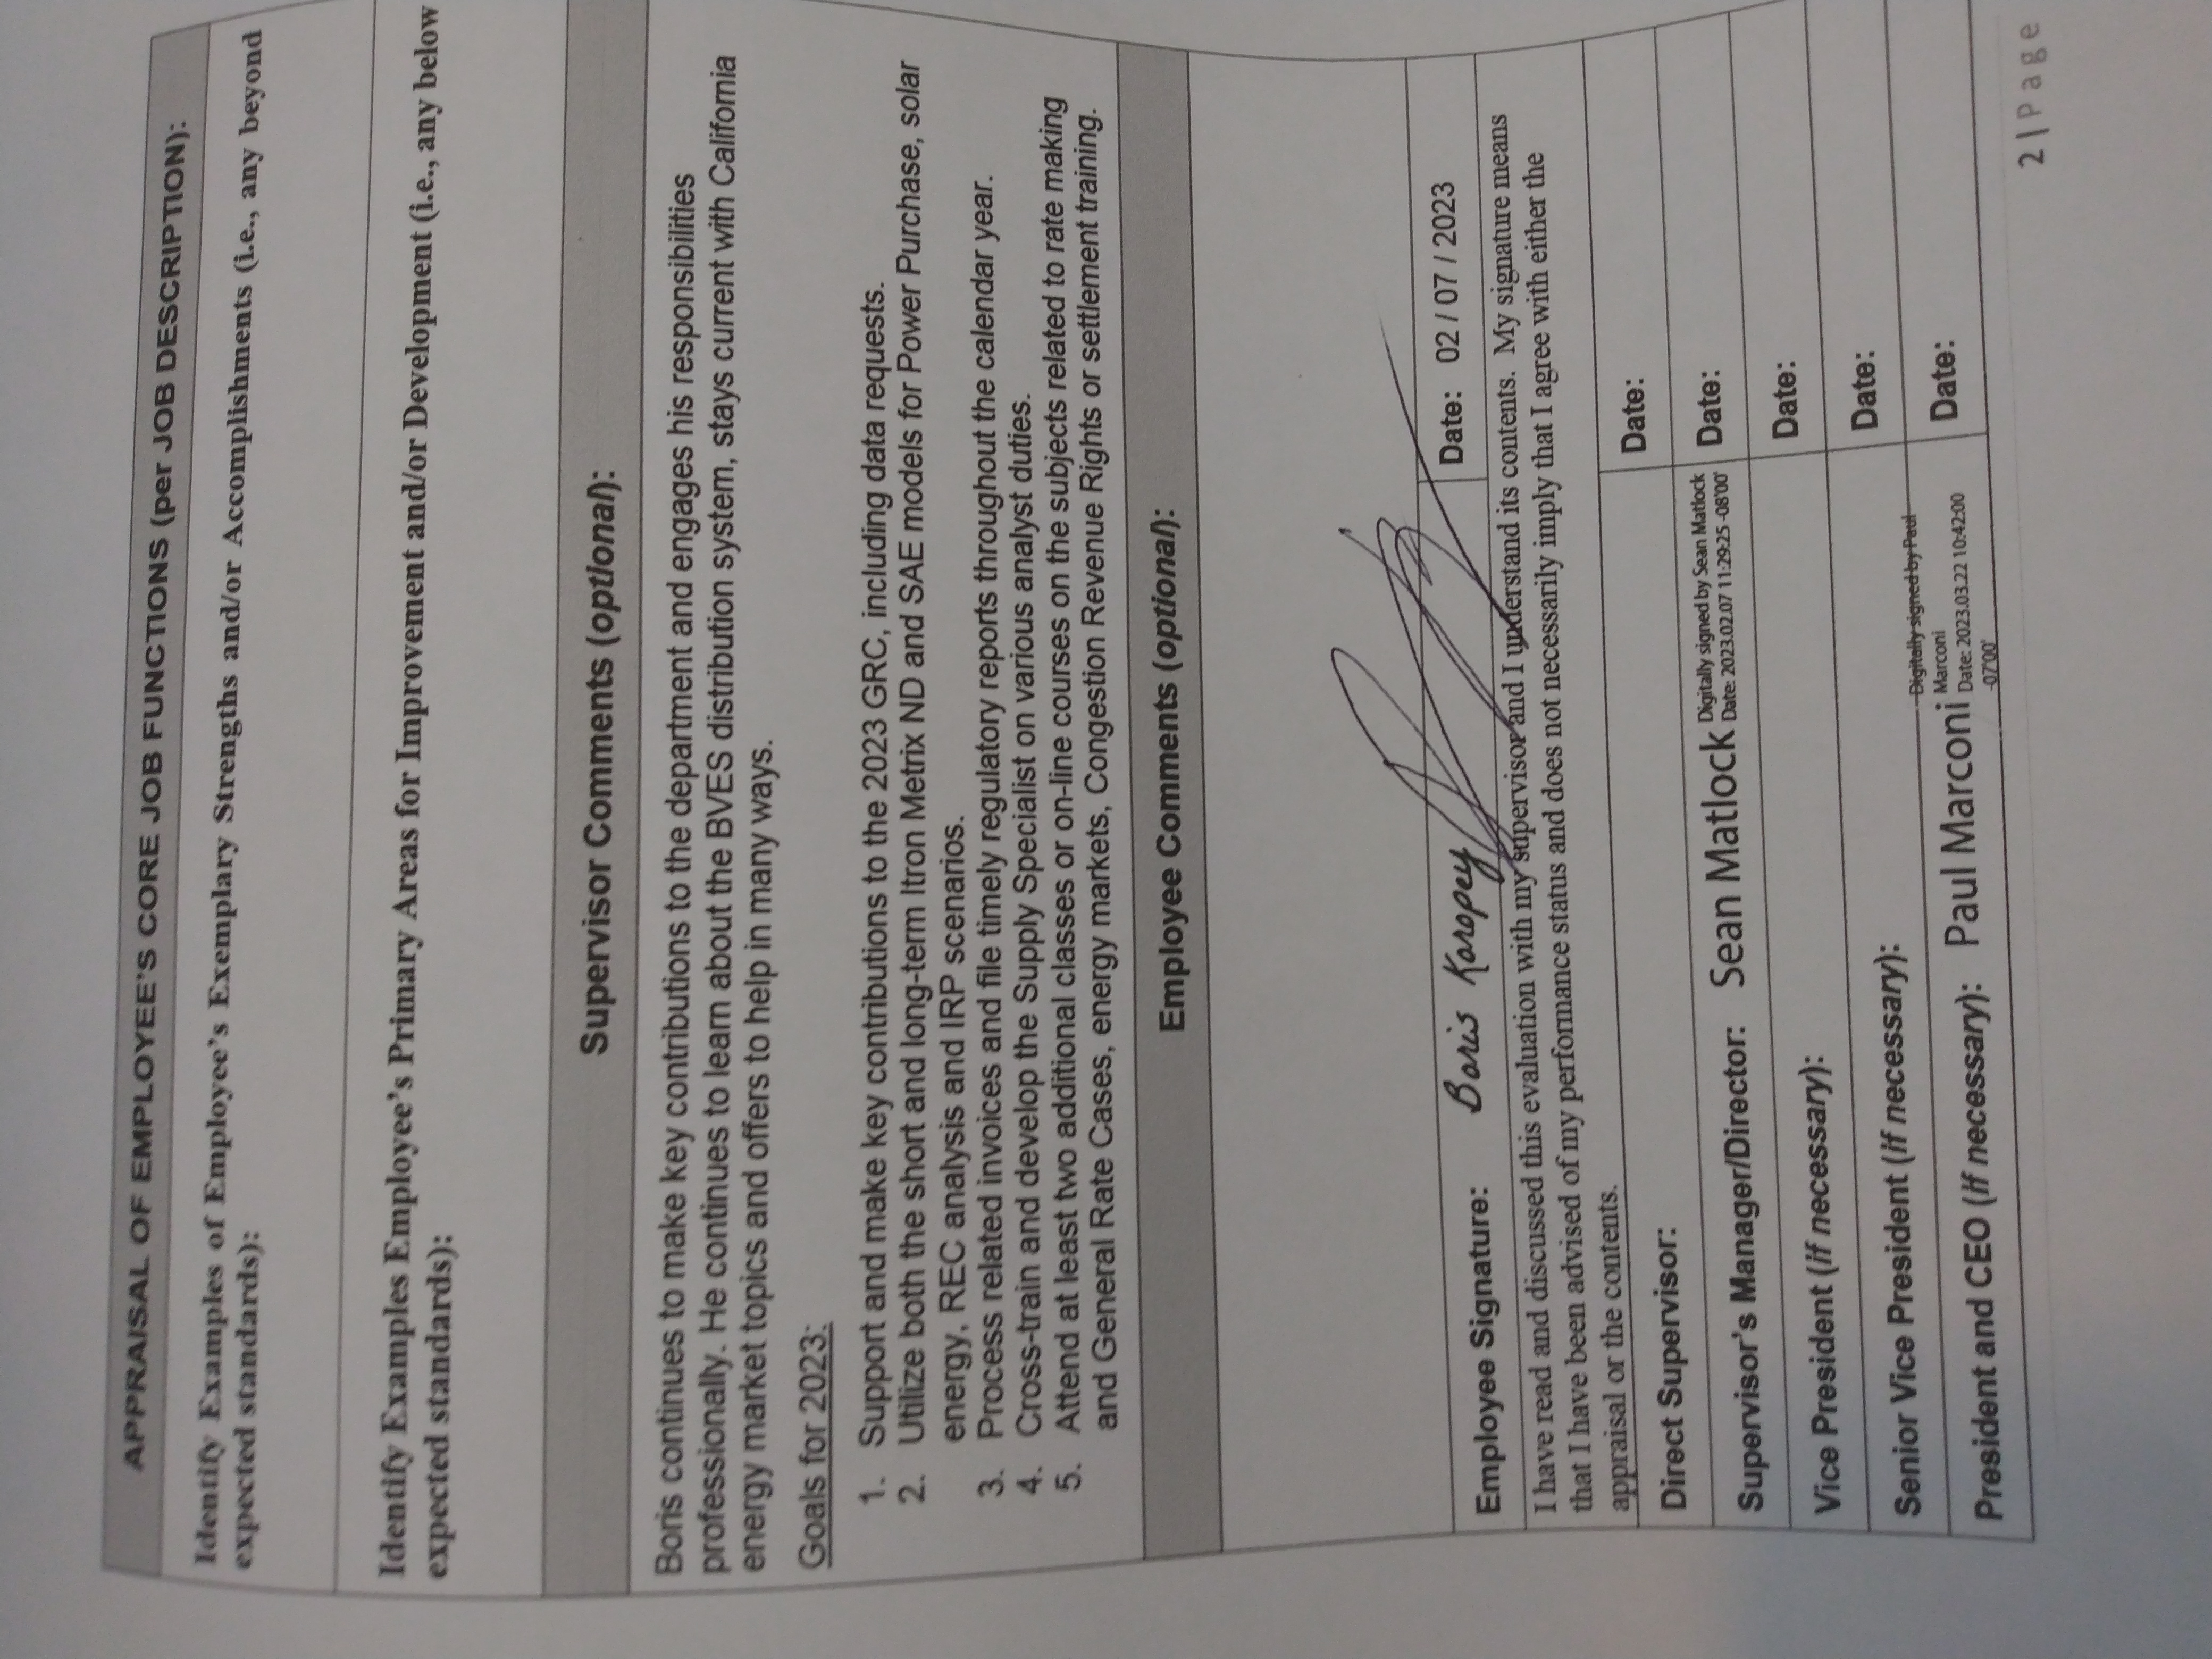 APPRAISAL OF EMPLOYEE'S CORE JOB FUNCTIONS (per JOB DESCRIPTION):
Identify Examples of Employee's Exemplary Strengths and/or Accomplishments (i.e., any beyond
expected standards):
Identify Examples Employee's Primary Areas for Improvement and/or Development (i.e., any below
expected standards):
Supervisor Comments (optional):
Boris continues to make key contributions to the department and engages his responsibilities
professionally. He continues to learn about the BVES distribution system, stays current with California
energy market topics and offers to help in many ways.
Goals for 2023:
1. Support and make key contributions to the 2023 GRC, including data requests.
2. Utilize both the short and long-term Itron Metrix ND and SAE models for Power Purchase, solar
energy, REC analysis and IRP scenarios.
3. Process related invoices and file timely regulatory reports throughout the calendar year.
4. Cross-train and develop the Supply Specialist on various analyst duties.
5. Attend at least two additional classes or on-line courses on the subjects related to rate making
and General Rate Cases, energy markets, Congestion Revenue Rights or settlement training.
Employee Comments (optional):
Employee Signature: Boris Karopey Date: 02 / 07 / 2023
I have read and discussed this evaluation with my supervisor and I understand its contents. My signature means
that I have been advised of my performance status and does not necessarily imply that I agree with either the
appraisal or the contents.
Direct Supervisor: Date:
Supervisor's Manager/Director: Sean Matlock Digitally signed by Sean Matlock
Date: 2023.02.07 11:29:25 -08'00' Date:
Vice President (if necessary): Date:
Senior Vice President (if necessary): Date:
President and CEO (if necessary): Paul Marconi Digitally signed by Paul
Marconi
Date: 2023.03.22 10:42:00
-07'00' Date:
2 | Page